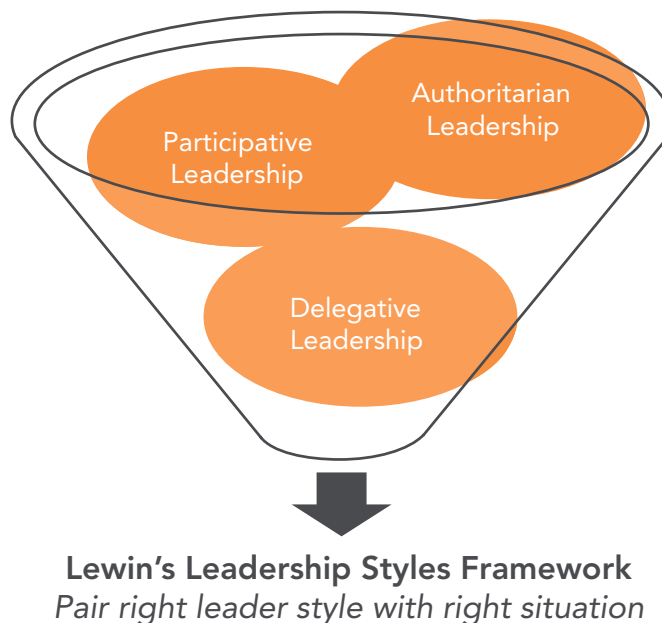 Authoritarian
Leadership
Participative
Leadership
Delegative
Leadership
Lewin’s Leadership Styles Framework
Pair right leader style with right situation